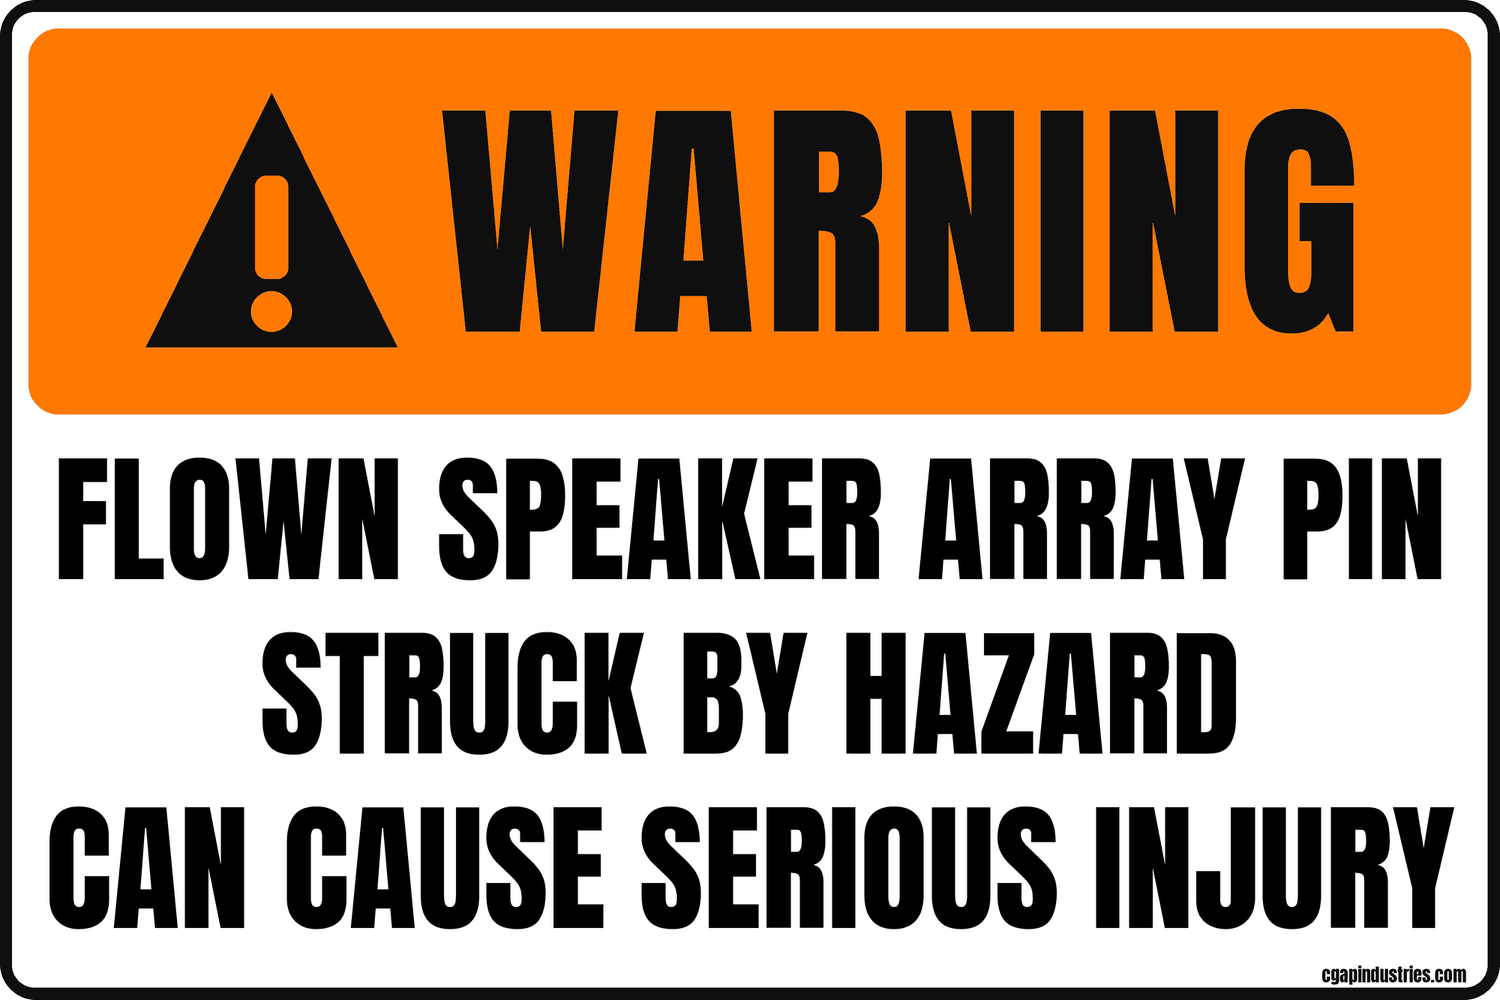 WARNING
FLOWN SPEAKER ARRAY PIN
STRUCK BY HAZARD
CAN CAUSE SERIOUS INJURY
cgapindustries.com